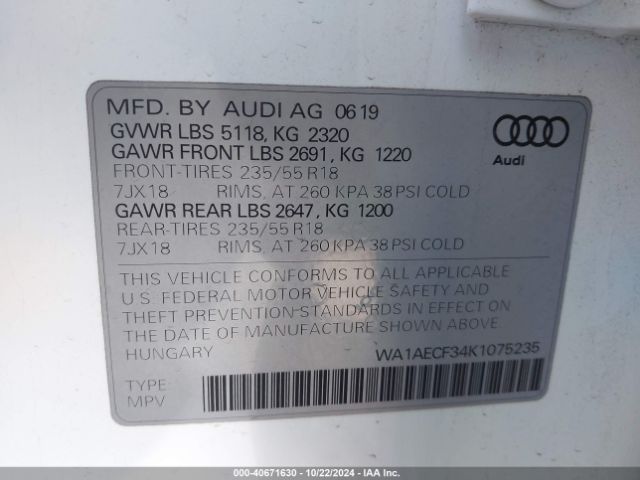 MFD. BY AUDI AG 0619
GVWR LBS 5118, KG 2320
GAWR FRONT LBS 2691, KG 1220
FRONT-TIRES 235/55 R18
7JX18 RIMS, AT 260 KPA 38 PSI COLD
GAWR REAR LBS 2647, KG 1200
REAR-TIRES 235/55 R18
7JX18 RIMS, AT 260 KPA 38 PSI COLD
Audi
THIS VEHICLE CONFORMS TO ALL APPLICABLE
U.S. FEDERAL MOTOR VEHICLE SAFETY AND
THEFT PREVENTION STANDARDS IN EFFECT ON
THE DATE OF MANUFACTURE SHOWN ABOVE.
HUNGARY WA1AECF34K1075235
TYPE:
MPV
000-40671630 - 10/22/2024 - IAA Inc.